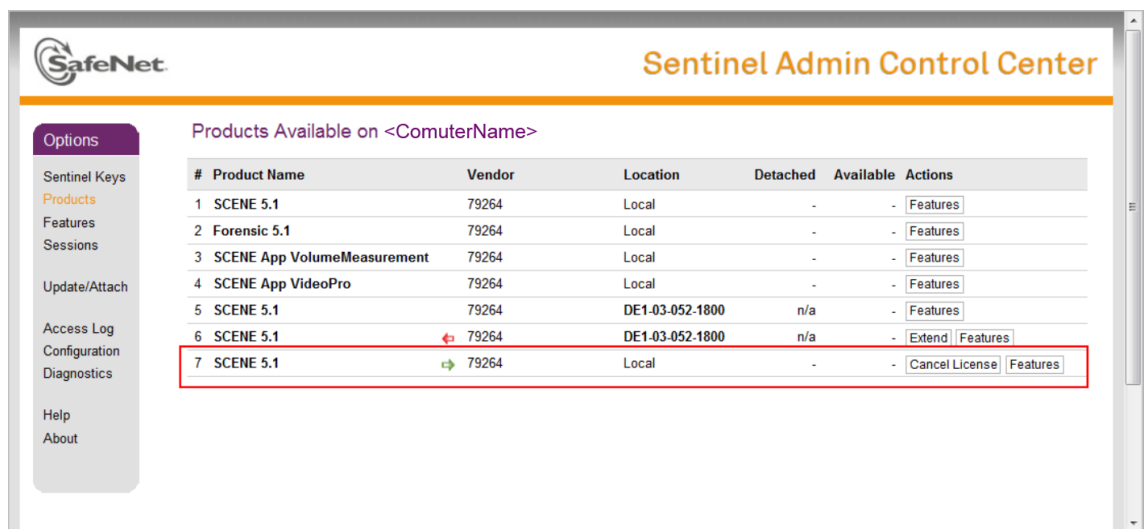 SafeNet.
Sentinel Admin Control Center
Options
Sentinel Keys
Products
Features
Sessions
Update/Attach
Access Log
Configuration
Diagnostics
Help
About
Products Available on <ComuterName>
# Product Name Vendor Location Detached Available Actions
1 SCENE 5.1 79264 Local - - Features
2 Forensic 5.1 79264 Local - - Features
3 SCENE App VolumeMeasurement 79264 Local - - Features
4 SCENE App VideoPro 79264 Local - - Features
5 SCENE 5.1 79264 DE1-03-052-1800 n/a - Features
6 SCENE 5.1 79264 DE1-03-052-1800 n/a - Extend Features
7 SCENE 5.1 79264 Local - - Cancel License Features